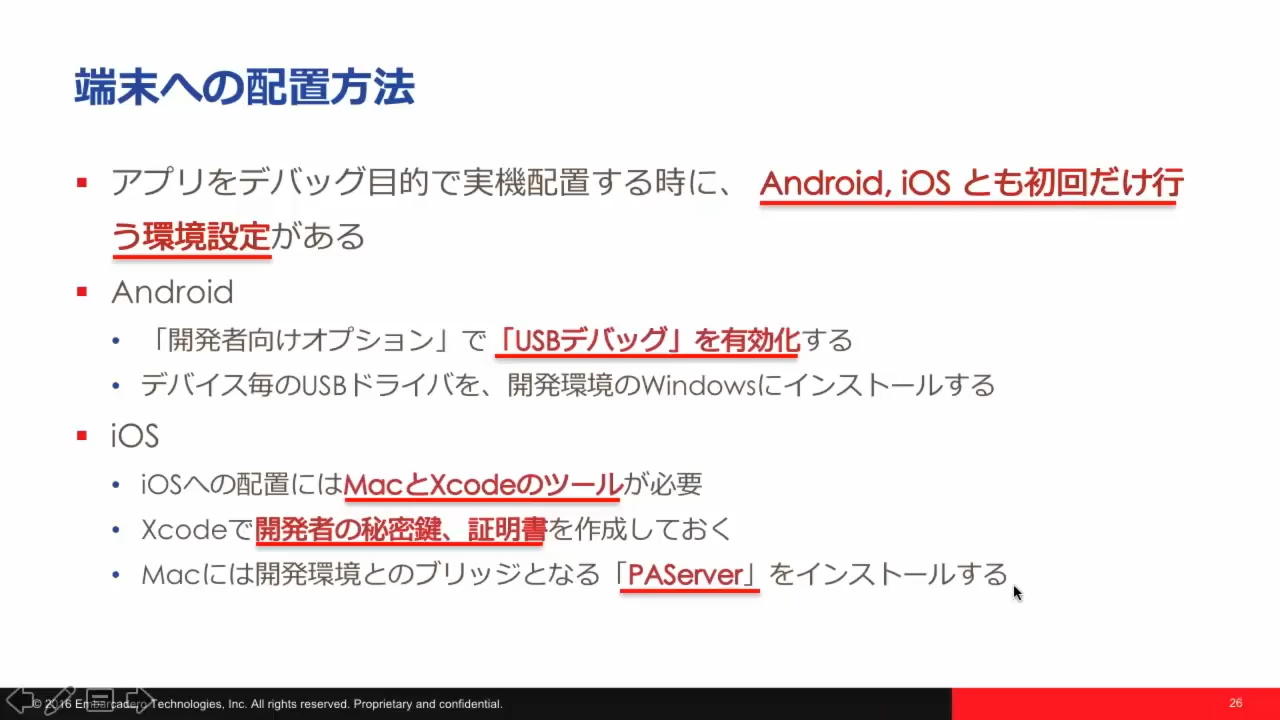 端末への配置方法
アプリをデバッグ目的で実機配置する時に、 Android, iOS とも初回だけ行
う環境設定がある
Android
「開発者向けオプション」で「USBデバッグ」を有効化する
デバイス毎のUSBドライバを、開発環境のWindowsにインストールする
iOS
iOSへの配置にはMacとXcodeのツールが必要
Xcodeで開発者の秘密鍵、証明書を作成しておく
Macには開発環境とのブリッジとなる「PAServer」をインストールする
© 2016 Embarcadero Technologies, Inc. All rights reserved. Proprietary and confidential.
26